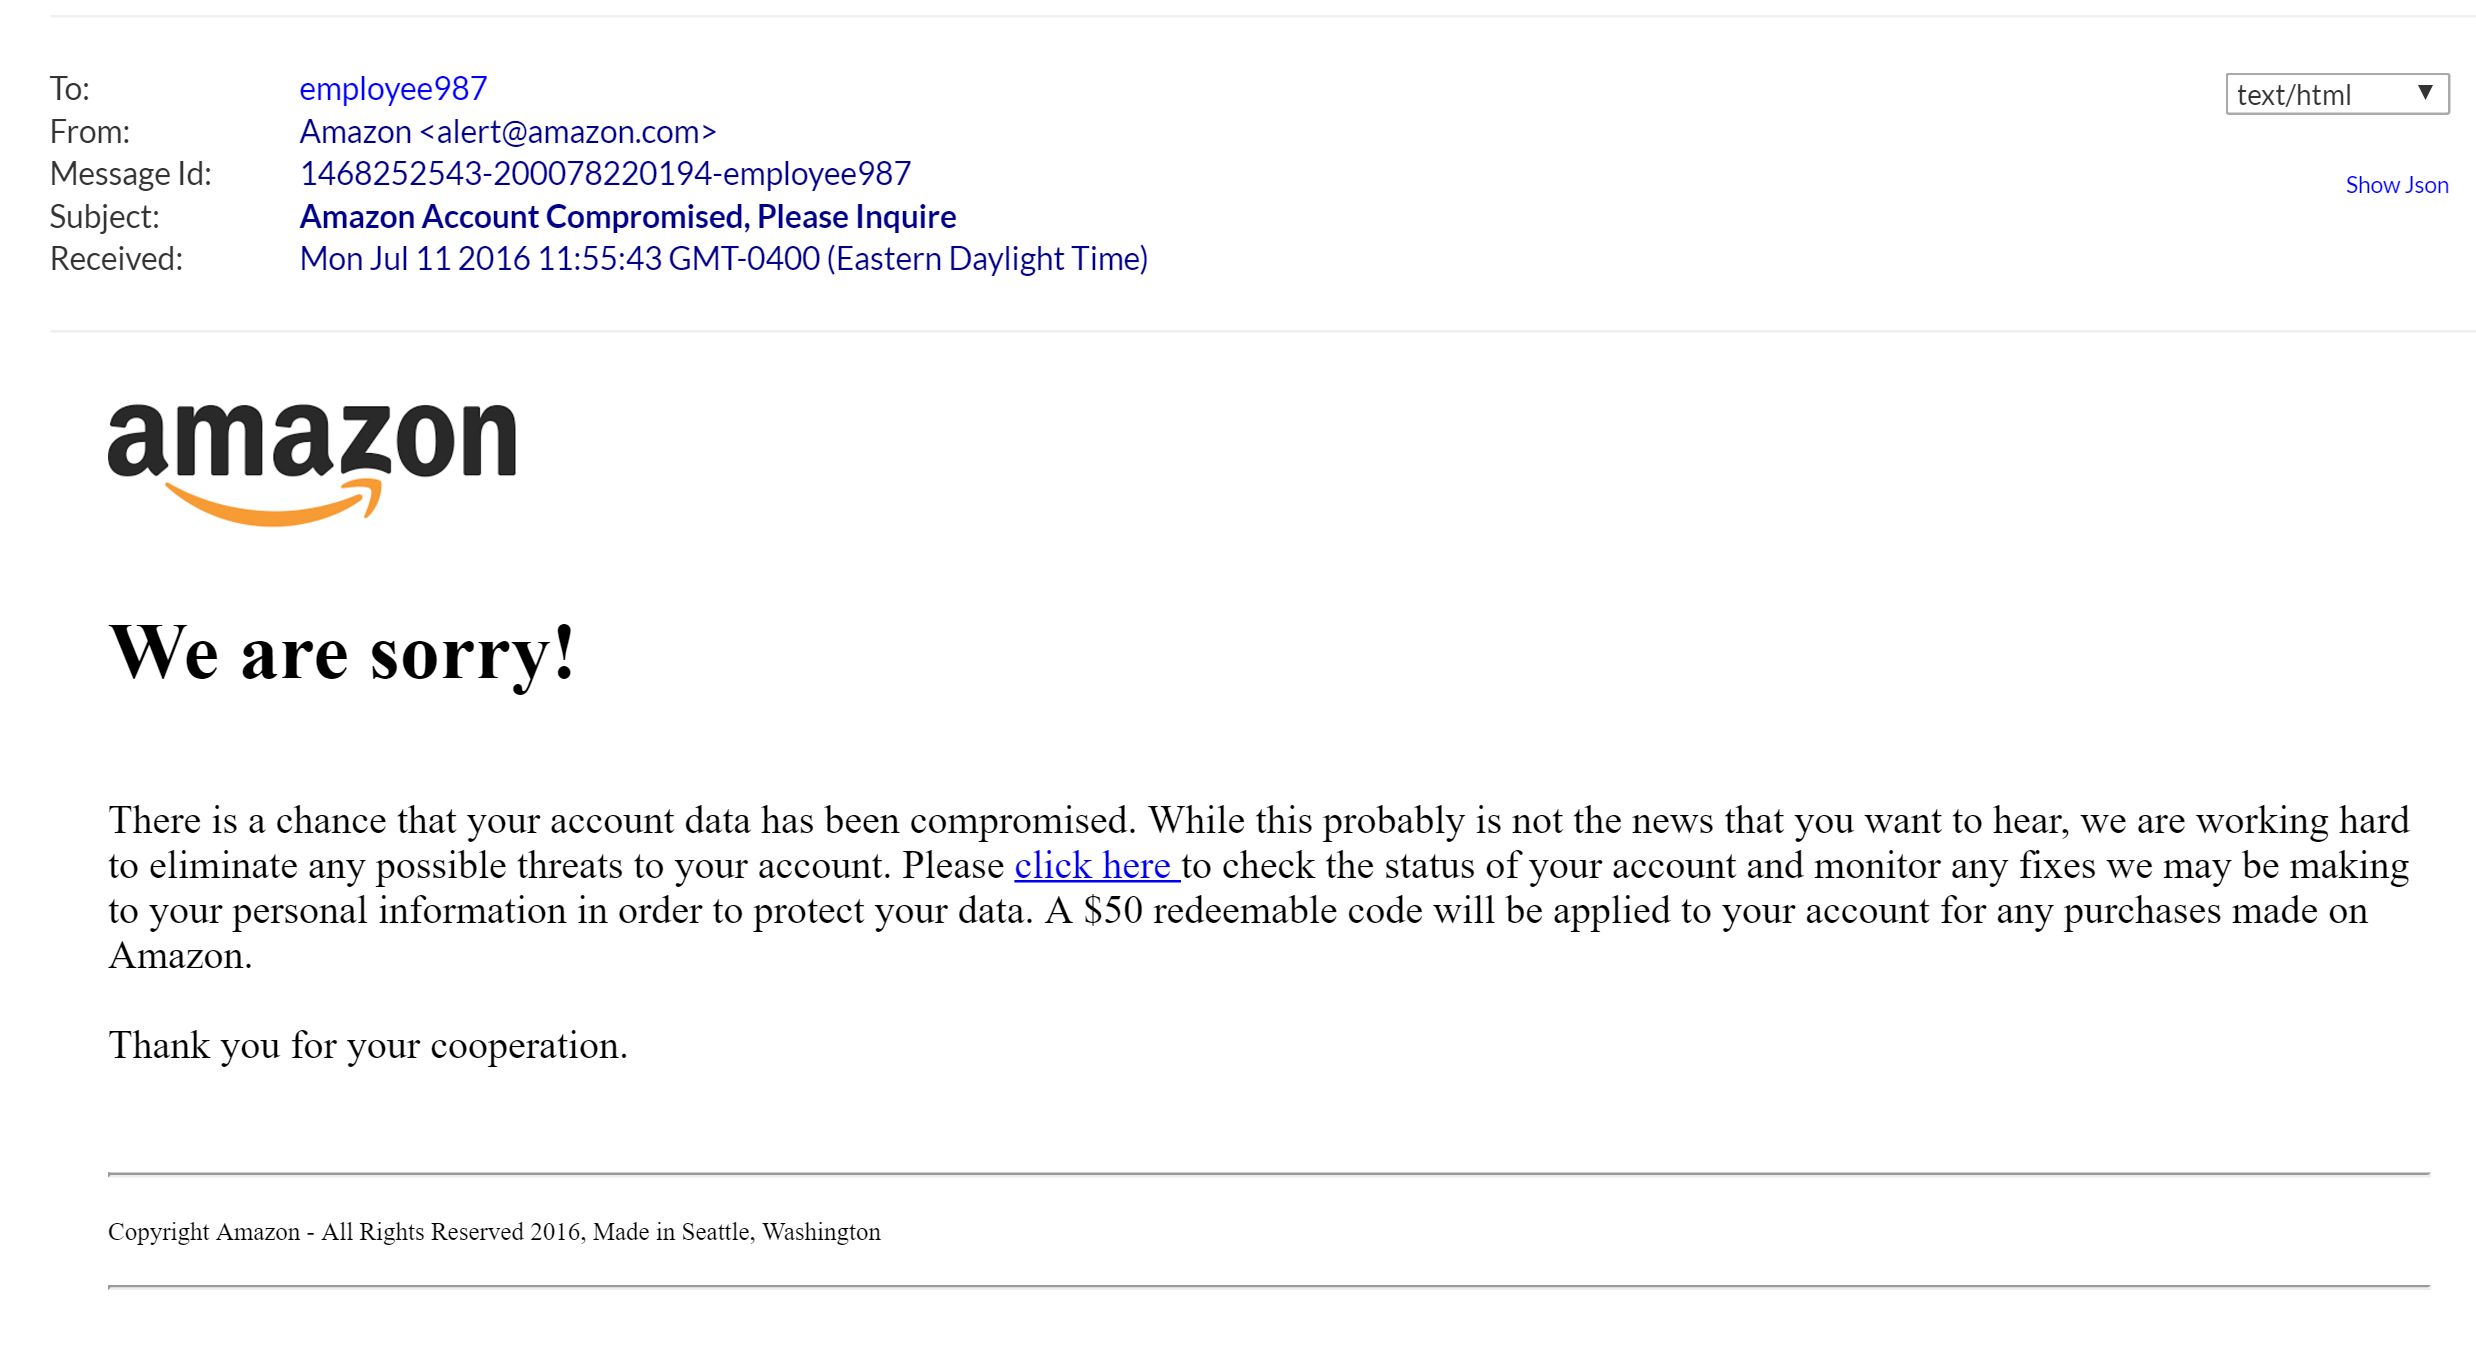 To: employee987
text/html ▼
From: Amazon <alert@amazon.com>
Message Id: 1468252543-200078220194-employee987
Show Json
Subject: Amazon Account Compromised, Please Inquire
Received: Mon Jul 11 2016 11:55:43 GMT-0400 (Eastern Daylight Time)
amazon
We are sorry!
There is a chance that your account data has been compromised. While this probably is not the news that you want to hear, we are working hard
to eliminate any possible threats to your account. Please click here to check the status of your account and monitor any fixes we may be making
to your personal information in order to protect your data. A $50 redeemable code will be applied to your account for any purchases made on
Amazon.
Thank you for your cooperation.
Copyright Amazon - All Rights Reserved 2016, Made in Seattle, Washington